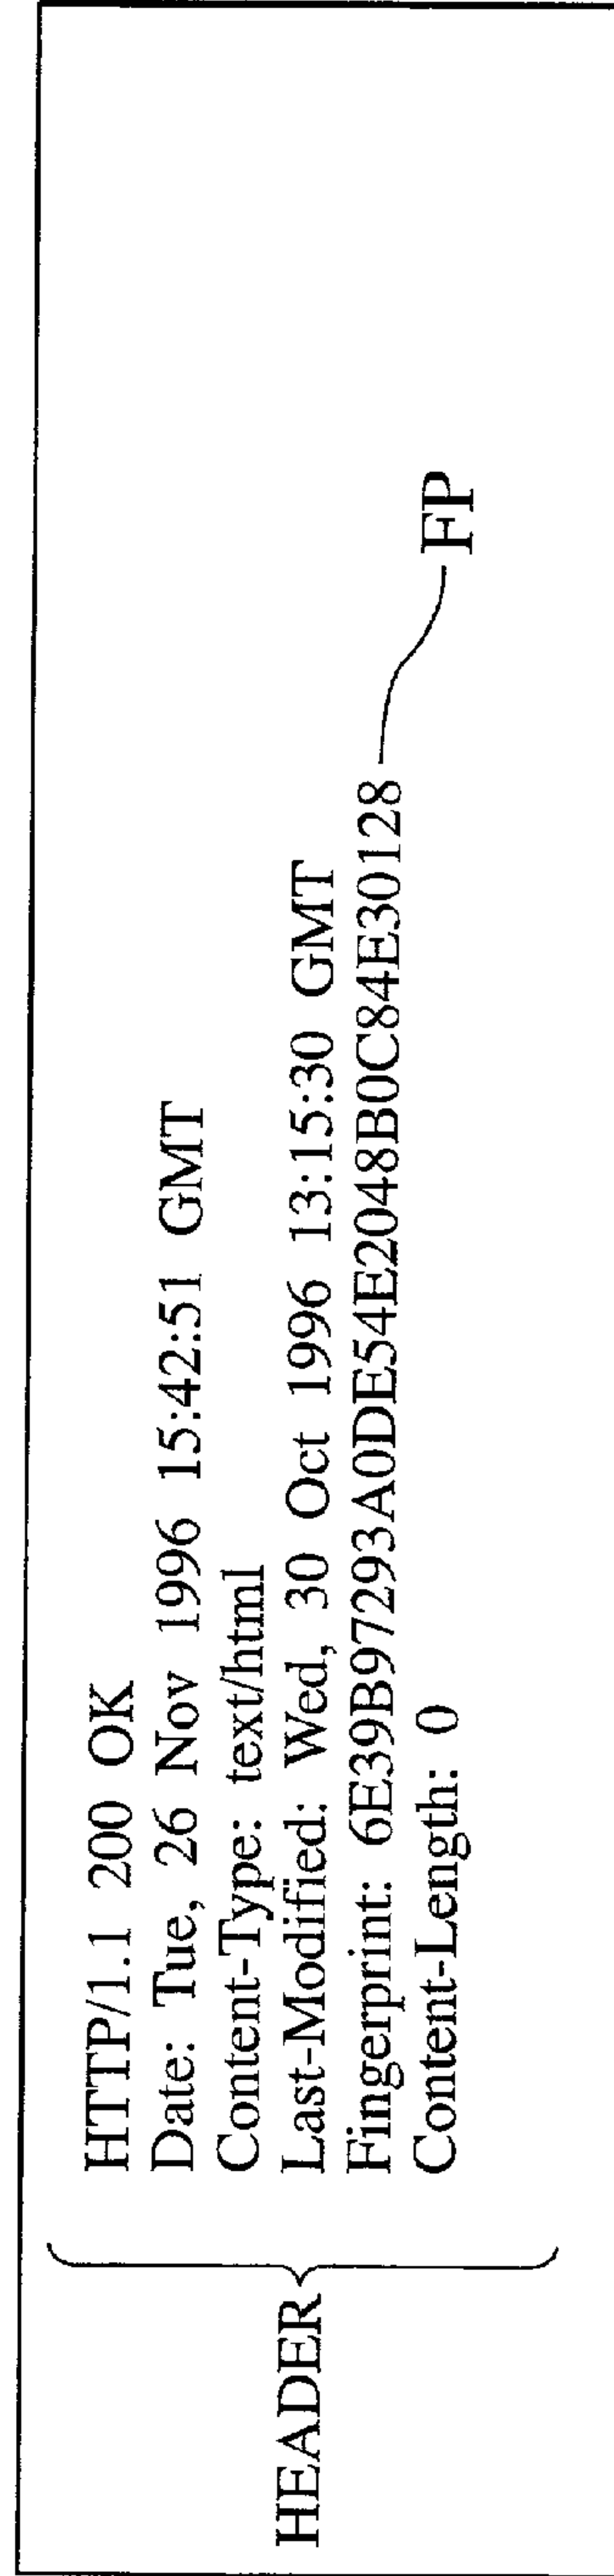 HEADER
HTTP/1.1 200 OK
Date: Tue, 26 Nov 1996 15:42:51 GMT
Content-Type: text/html
Last-Modified: Wed, 30 Oct 1996 13:15:30 GMT
Fingerprint: 6E39B97293A0DE54E2048B0C84E30128
Content-Length: 0
FP